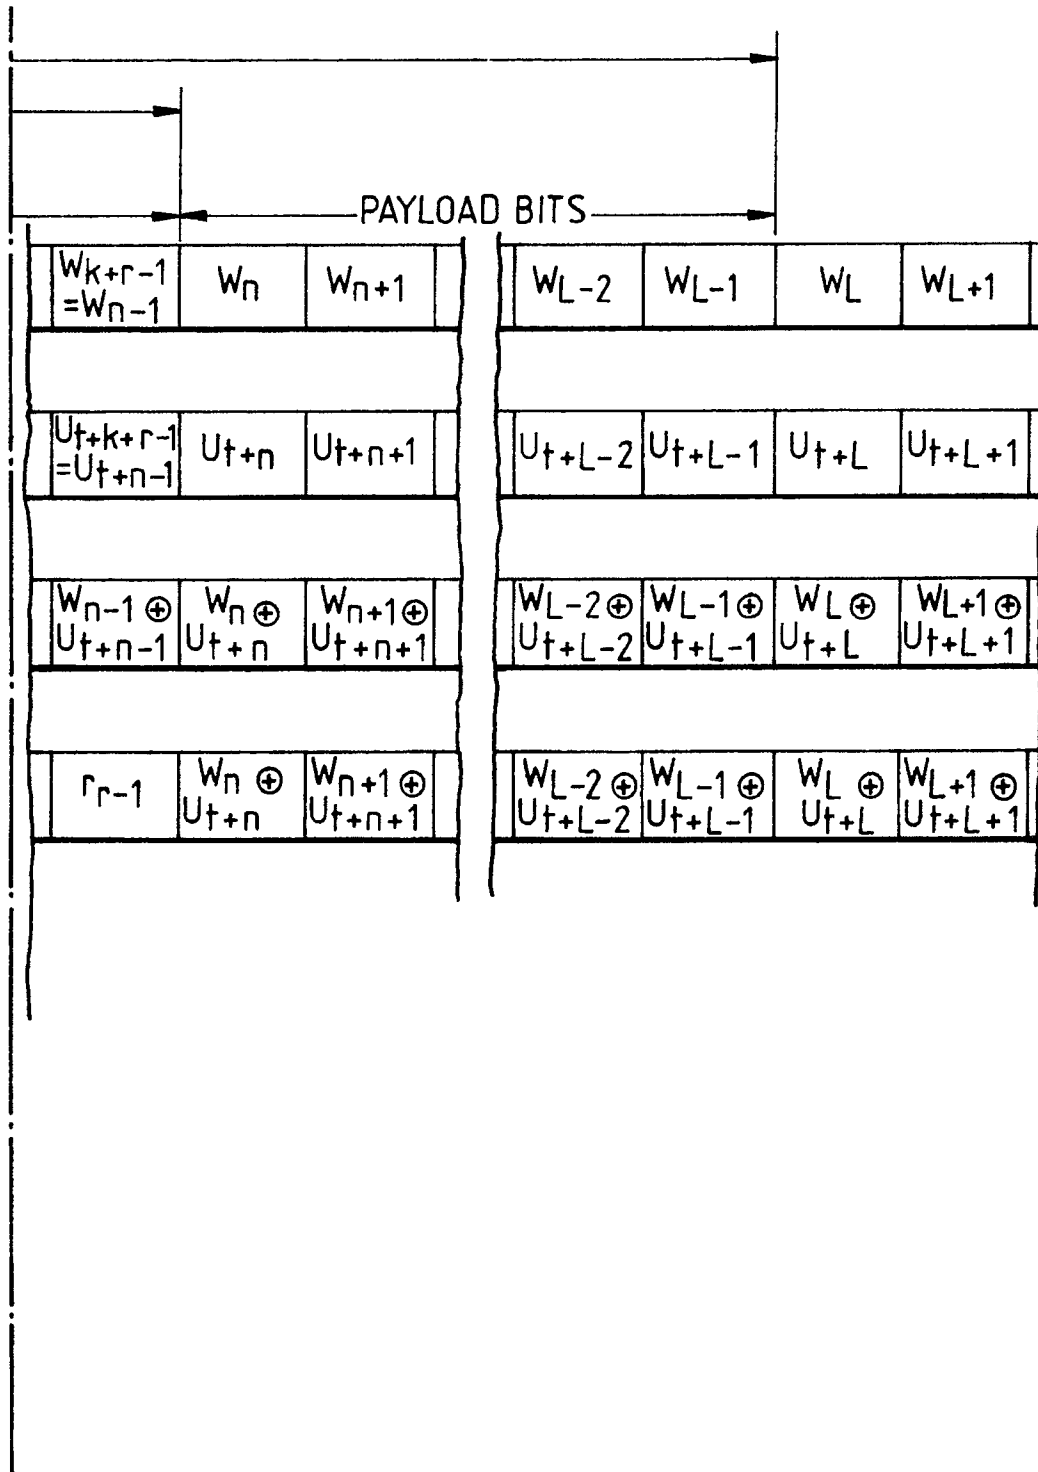 PAYLOAD BITS
Wk+r-1 =Wn-1 Wn Wn+1 WL-2 WL-1 WL WL+1
Ut+k+r-1 =Ut+n-1 Ut+n Ut+n+1 Ut+L-2 Ut+L-1 Ut+L Ut+L+1
Wn-1 ⊕ Ut+n-1 Wn ⊕ Ut+n Wn+1 ⊕ Ut+n+1 WL-2 ⊕ Ut+L-2 WL-1 ⊕ Ut+L-1 WL ⊕ Ut+L WL+1 ⊕ Ut+L+1
rr-1 Wn ⊕ Ut+n Wn+1 ⊕ Ut+n+1 WL-2 ⊕ Ut+L-2 WL-1 ⊕ Ut+L-1 WL ⊕ Ut+L WL+1 ⊕ Ut+L+1